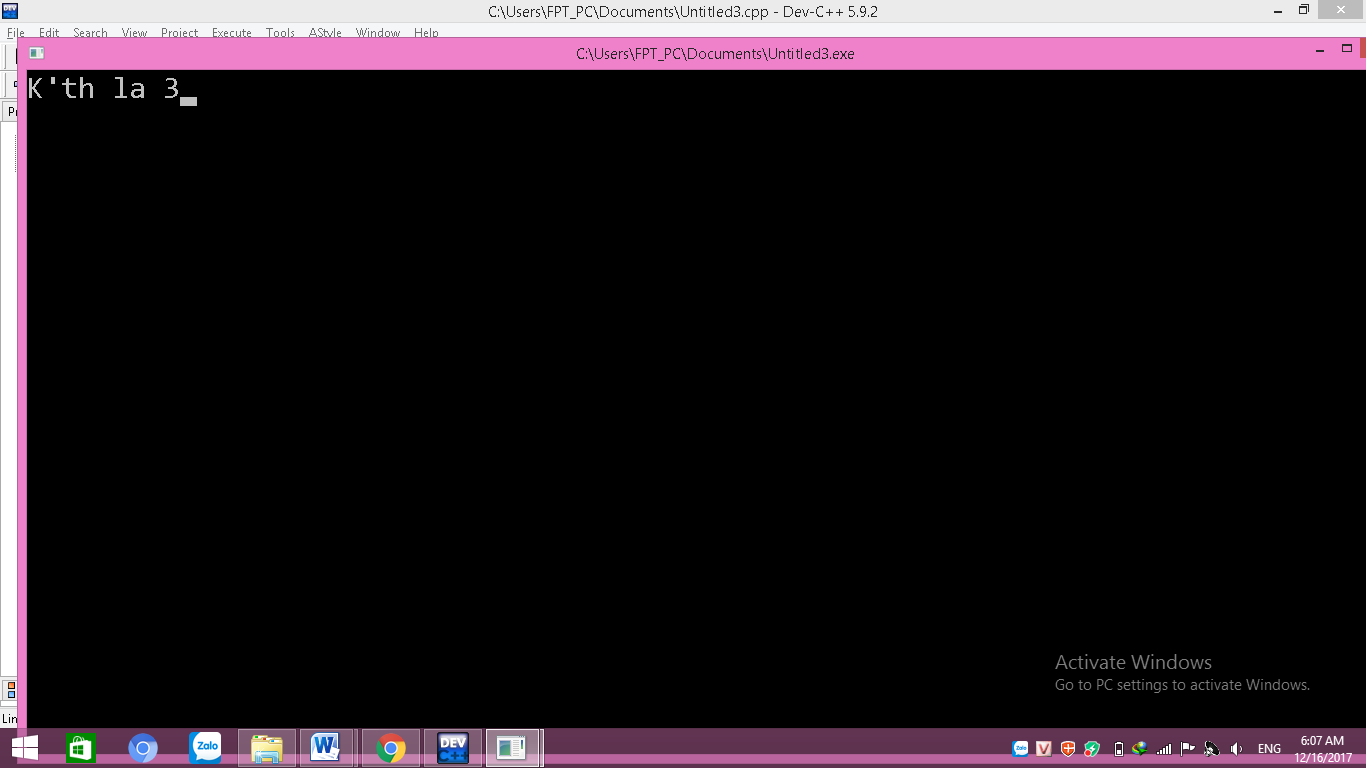 C:\Users\FPT_PC\Documents\Untitled3.cpp - Dev-C++ 5.9.2
File Edit Search View Project Execute Tools AStyle Window Help
C:\Users\FPT_PC\Documents\Untitled3.exe
K'th la 3
Activate Windows
Go to PC settings to activate Windows.
Zalo DEV C++ ENG
6:07 AM
12/16/2017